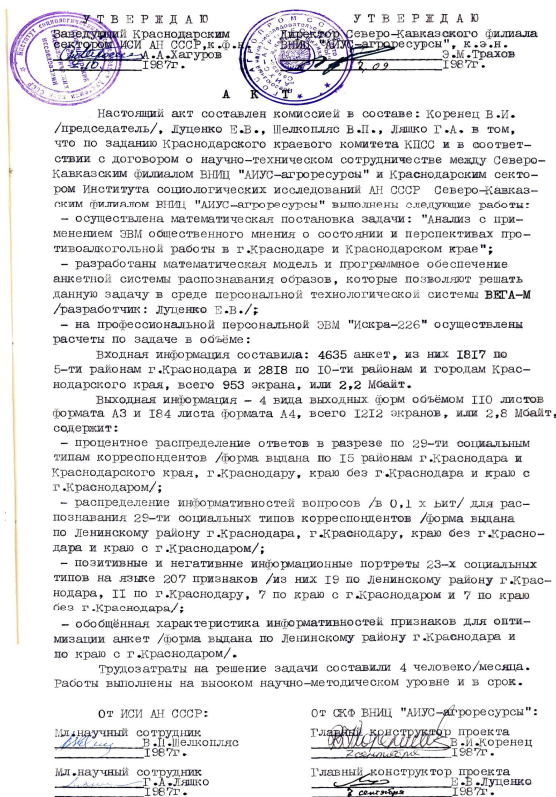 У Т В Е Р Ж Д А Ю
У Т В Е Р Ж Д А Ю
Заведующий Краснодарским
сектором ИСИ АН СССР, к.ф.н.
А.А.Хагуров
1987г.
Директор Северо-Кавказского филиала
ВНИЦ "АИУС-агроресурсы", к.э.н.
Э.М.Трахов
1987г.
А К Т
Настоящий акт составлен комиссией в составе: Коренец В.И.
/председатель/, Луценко Е.В., Шелкопляс В.П., Ляшко Г.А. в том,
что по заданию Краснодарского краевого комитета КПСС и в соответ-
ствии с договором о научно-техническом сотрудничестве между Северо-
Кавказским филиалом ВНИЦ "АИУС-агроресурсы" и Краснодарским секто-
ром Института социологических исследований АН СССР Северо-Кавказ-
ским филиалом ВНИЦ "АИУС-агроресурсы" выполнены следующие работы:
- осуществлена математическая постановка задачи: "Анализ с при-
менением ЭВМ общественного мнения о состоянии и перспективах про-
тивоалкогольной работы в г.Краснодаре и Краснодарском крае";
- разработаны математическая модель и программное обеспечение
анкетной системы распознавания образов, которые позволяют решать
данную задачу в среде персональной технологической системы ВЕГА-М
/разработчик: Луценко Е.В./;
- на профессиональной персональной ЭВМ "Искра-226" осуществлены
расчеты по задаче в объёме:
Входная информация составила: 4635 анкет, из них I8I7 по
5-ти районам г.Краснодара и 28I8 по I0-ти районам и городам Крас-
нодарского края, всего 953 экрана, или 2,2 Мбайт.
Выходная информация - 4 вида выходных форм объёмом II0 листов
формата А3 и I84 листа формата А4, всего I2I2 экранов, или 2,8 Мбайт,
содержит:
- процентное распределение ответов в разрезе по 29-ти социальным
типам корреспондентов /форма выдана по I5 районам г.Краснодара и
Краснодарского края, г.Краснодару, краю без г.Краснодара и краю с
г.Краснодаром/;
- распределение информативностей вопросов /в 0,I х Бит/ для рас-
познавания 29-ти социальных типов корреспондентов /форма выдана
по Ленинскому району г.Краснодара, г.Краснодару, краю без г.Красно-
дара и краю с г.Краснодаром/;
- позитивные и негативные информационные портреты 23-х социальных
типов на языке 207 признаков /из них I9 по Ленинскому району г.Крас-
нодара, II по г.Краснодару, 7 по краю с г.Краснодаром и 7 по краю
без г.Краснодара/;
- обобщённая характеристика информативностей признаков для опти-
мизации анкет /форма выдана по Ленинскому району г.Краснодара и
по краю с г.Краснодаром/.
Трудозатраты на решение задачи составили 4 человеко/месяца.
Работы выполнены на высоком научно-методическом уровне и в срок.
От ИСИ АН СССР:
От СКФ ВНИЦ "АИУС-агроресурсы":
Мл.научный сотрудник
В.П.Шелкопляс
1987г.
Главный конструктор проекта
В.И.Коренец
2 сентября 1987г.
Мл.научный сотрудник
Г.А.Ляшко
1987г.
Главный конструктор проекта
Е.В.Луценко
2 сентября 1987г.